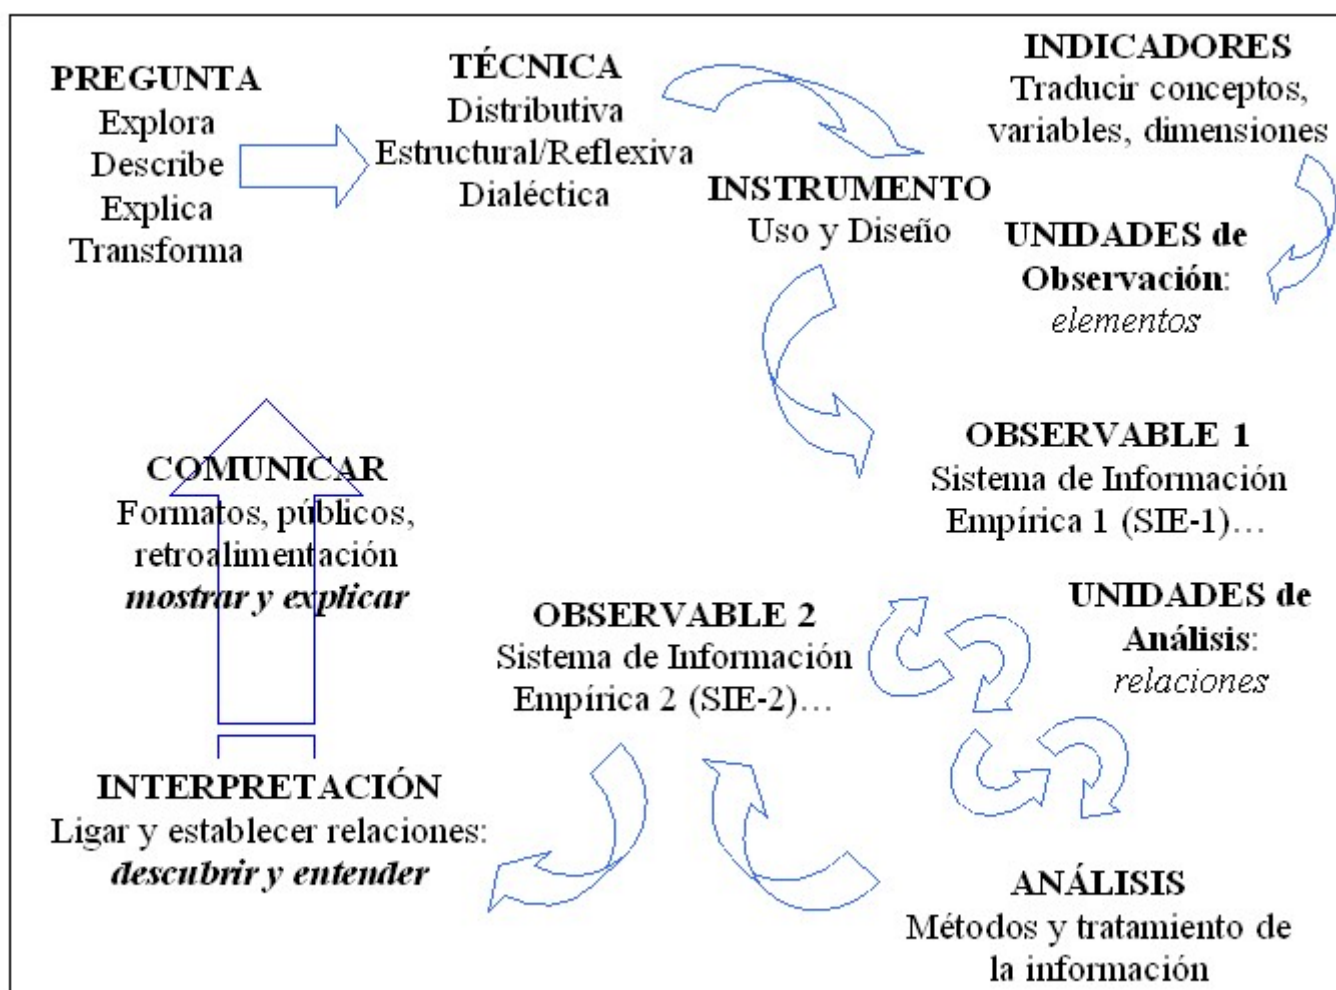 PREGUNTA
Explora
Describe
Explica
Transforma
TÉCNICA
Distributiva
Estructural/Reflexiva
Dialéctica
INSTRUMENTO
Uso y Diseño
INDICADORES
Traducir conceptos,
variables, dimensiones
UNIDADES de
Observación:
elementos
OBSERVABLE 1
Sistema de Información
Empírica 1 (SIE-1)…
UNIDADES de
Análisis:
relaciones
ANÁLISIS
Métodos y tratamiento de
la información
OBSERVABLE 2
Sistema de Información
Empírica 2 (SIE-2)…
INTERPRETACIÓN
Ligar y establecer relaciones:
descubrir y entender
COMUNICAR
Formatos, públicos,
retroalimentación
mostrar y explicar